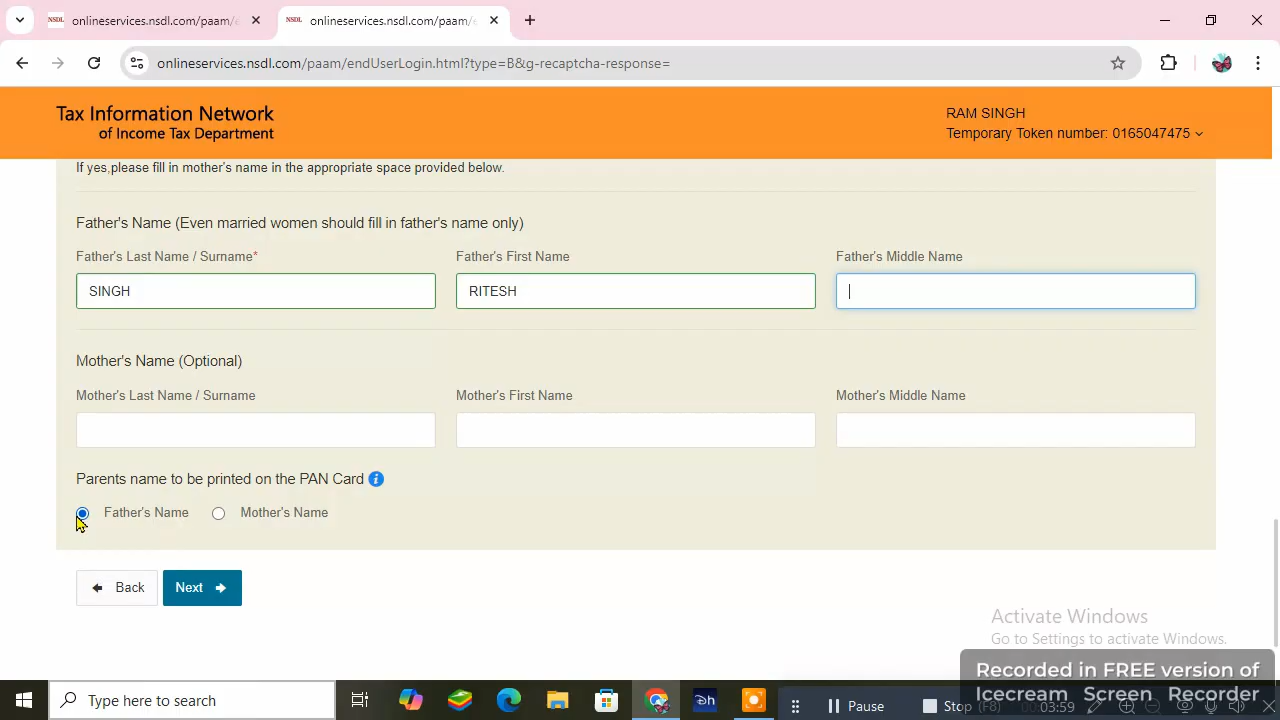 onlineservices.nsdl.com/paam/e
onlineservices.nsdl.com/paam/e
onlineservices.nsdl.com/paam/endUserLogin.html?type=B&g-recaptcha-response=
Tax Information Network
of Income Tax Department
RAM SINGH
Temporary Token number: 0165047475
If yes,please fill in mother's name in the appropriate space provided below.
Father's Name (Even married women should fill in father's name only)
Father's Last Name / Surname* Father's First Name Father's Middle Name
SINGH RITESH
Mother's Name (Optional)
Mother's Last Name / Surname Mother's First Name Mother's Middle Name
Parents name to be printed on the PAN Card
Father's Name Mother's Name
Back Next
Activate Windows
Go to Settings to activate Windows.
Recorded in FREE version of
Icecream Screen Recorder
Type here to search
Pause Stop (F8) 03:59